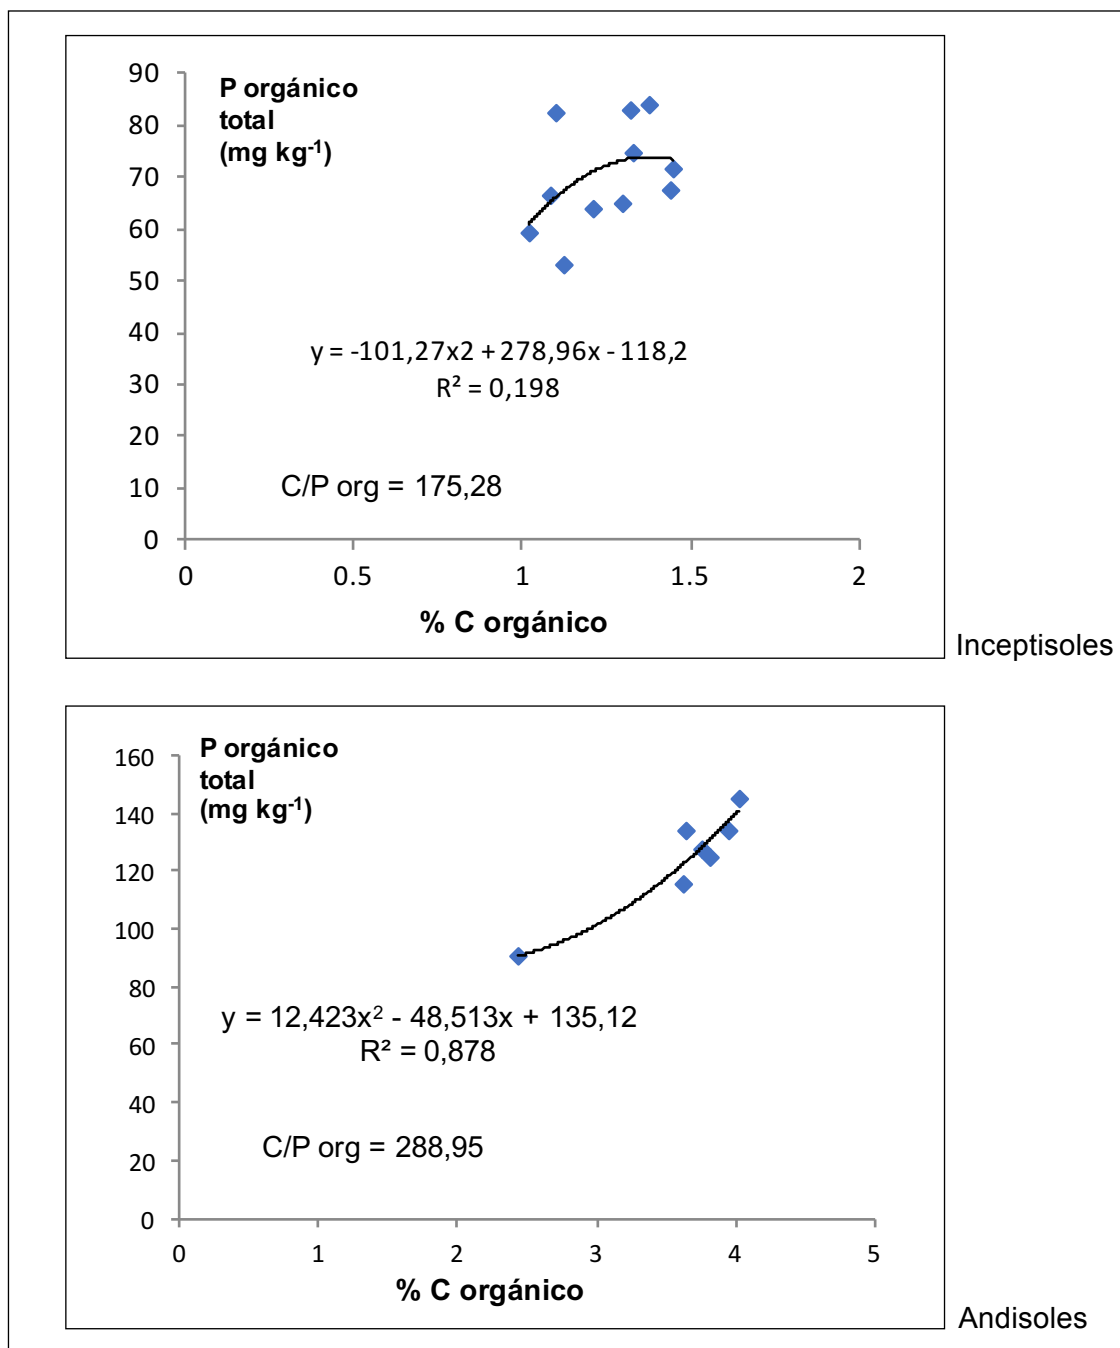 90
80
70
60
50
40
30
20
10
0
P orgánico
total
(mg kg⁻¹)
y = -101,27x2 + 278,96x - 118,2
R² = 0,198
C/P org = 175,28
0 0.5 1 1.5 2
% C orgánico
Inceptisoles
160
140
120
100
80
60
40
20
0
P orgánico
total
(mg kg⁻¹)
y = 12,423x² - 48,513x + 135,12
R² = 0,878
C/P org = 288,95
0 1 2 3 4 5
% C orgánico
Andisoles